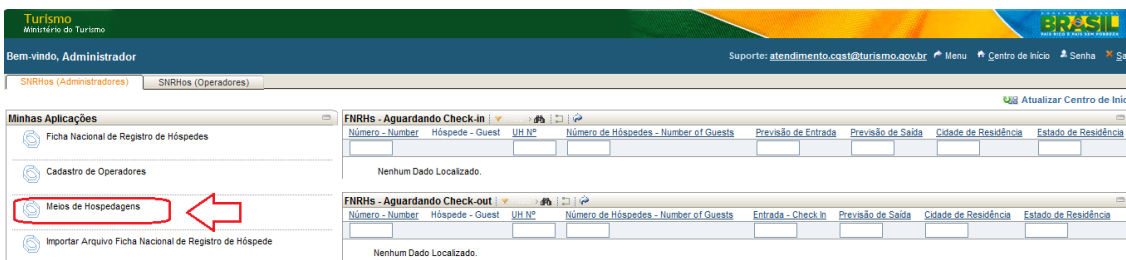 Turismo
Ministério do Turismo
BRASIL
Bem-vindo, Administrador
Suporte: atendimento.cgst@turismo.gov.br Menu Centro de Início Senha Sa
SNRHos (Administradores) SNRHos (Operadores)
Atualizar Centro de Iníc
Minhas Aplicações
Ficha Nacional de Registro de Hóspedes
Cadastro de Operadores
Meios de Hospedagens
Importar Arquivo Ficha Nacional de Registro de Hóspede
FNRHs - Aguardando Check-in
Número - Number Hóspede - Guest UH Nº Número de Hóspedes - Number of Guests Previsão de Entrada Previsão de Saída Cidade de Residência Estado de Residência
Nenhum Dado Localizado.
FNRHs - Aguardando Check-out
Número - Number Hóspede - Guest UH Nº Número de Hóspedes - Number of Guests Entrada - Check In Previsão de Saída Cidade de Residência Estado de Residência
Nenhum Dado Localizado.